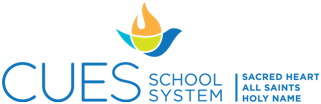 CUES SCHOOL SYSTEM
SACRED HEART
ALL SAINTS
HOLY NAME